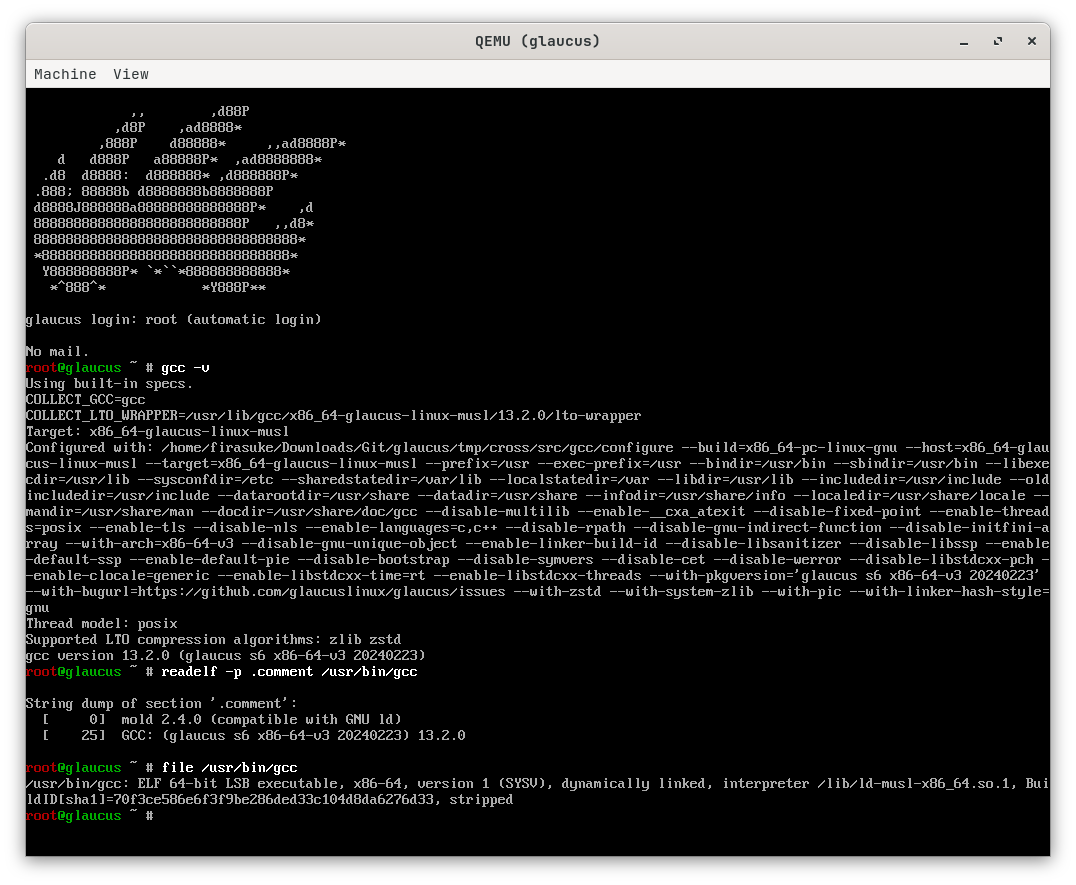 QEMU (glaucus)
Machine View
             ,,        ,d88P
           ,d8P    ,ad8888*
         ,888P    d88888*     ,,ad8888P*
    d   d888P   a88888P*  ,ad8888888*
  .d8  d8888:  d888888* ,d888888P*
 .888; 88888b d8888888b8888888P
 d8888J888888a88888888888888P*    ,d
 88888888888888888888888888P   ,,d8*
 888888888888888888888888888888888*
 *8888888888888888888888888888888*
  Y888888888P* `*``*888888888888*
   *^888^*            *Y888P**
glaucus login: root (automatic login)
No mail.
root@glaucus ~ # gcc -v
Using built-in specs.
COLLECT_GCC=gcc
COLLECT_LTO_WRAPPER=/usr/lib/gcc/x86_64-glaucus-linux-musl/13.2.0/lto-wrapper
Target: x86_64-glaucus-linux-musl
Configured with: /home/firasuke/Downloads/Git/glaucus/tmp/cross/src/gcc/configure --build=x86_64-pc-linux-gnu --host=x86_64-glau
cus-linux-musl --target=x86_64-glaucus-linux-musl --prefix=/usr --exec-prefix=/usr --bindir=/usr/bin --sbindir=/usr/bin --libexe
cdir=/usr/lib --sysconfdir=/etc --sharedstatedir=/var/lib --localstatedir=/var --libdir=/usr/lib --includedir=/usr/include --old
includedir=/usr/include --datarootdir=/usr/share --datadir=/usr/share --infodir=/usr/share/info --localedir=/usr/share/locale --
mandir=/usr/share/man --docdir=/usr/share/doc/gcc --disable-multilib --enable-__cxa_atexit --disable-fixed-point --enable-thread
s=posix --enable-tls --disable-nls --enable-languages=c,c++ --disable-rpath --disable-gnu-indirect-function --disable-initfini-a
rray --with-arch=x86-64-v3 --disable-gnu-unique-object --enable-linker-build-id --disable-libsanitizer --disable-libssp --enable
-default-ssp --enable-default-pie --disable-bootstrap --disable-symvers --disable-cet --disable-werror --disable-libstdcxx-pch -
-enable-clocale=generic --enable-libstdcxx-time=rt --enable-libstdcxx-threads --with-pkgversion='glaucus s6 x86-64-v3 20240223'
--with-bugurl=https://github.com/glaucuslinux/glaucus/issues --with-zstd --with-system-zlib --with-pic --with-linker-hash-style=
gnu
Thread model: posix
Supported LTO compression algorithms: zlib zstd
gcc version 13.2.0 (glaucus s6 x86-64-v3 20240223)
root@glaucus ~ # readelf -p .comment /usr/bin/gcc
String dump of section '.comment':
  [     0]  mold 2.4.0 (compatible with GNU ld)
  [    25]  GCC: (glaucus s6 x86-64-v3 20240223) 13.2.0
root@glaucus ~ # file /usr/bin/gcc
/usr/bin/gcc: ELF 64-bit LSB executable, x86-64, version 1 (SYSV), dynamically linked, interpreter /lib/ld-musl-x86_64.so.1, Bui
ldID[sha1]=70f3ce586e6f3f9be286ded33c104d8da6276d33, stripped
root@glaucus ~ #